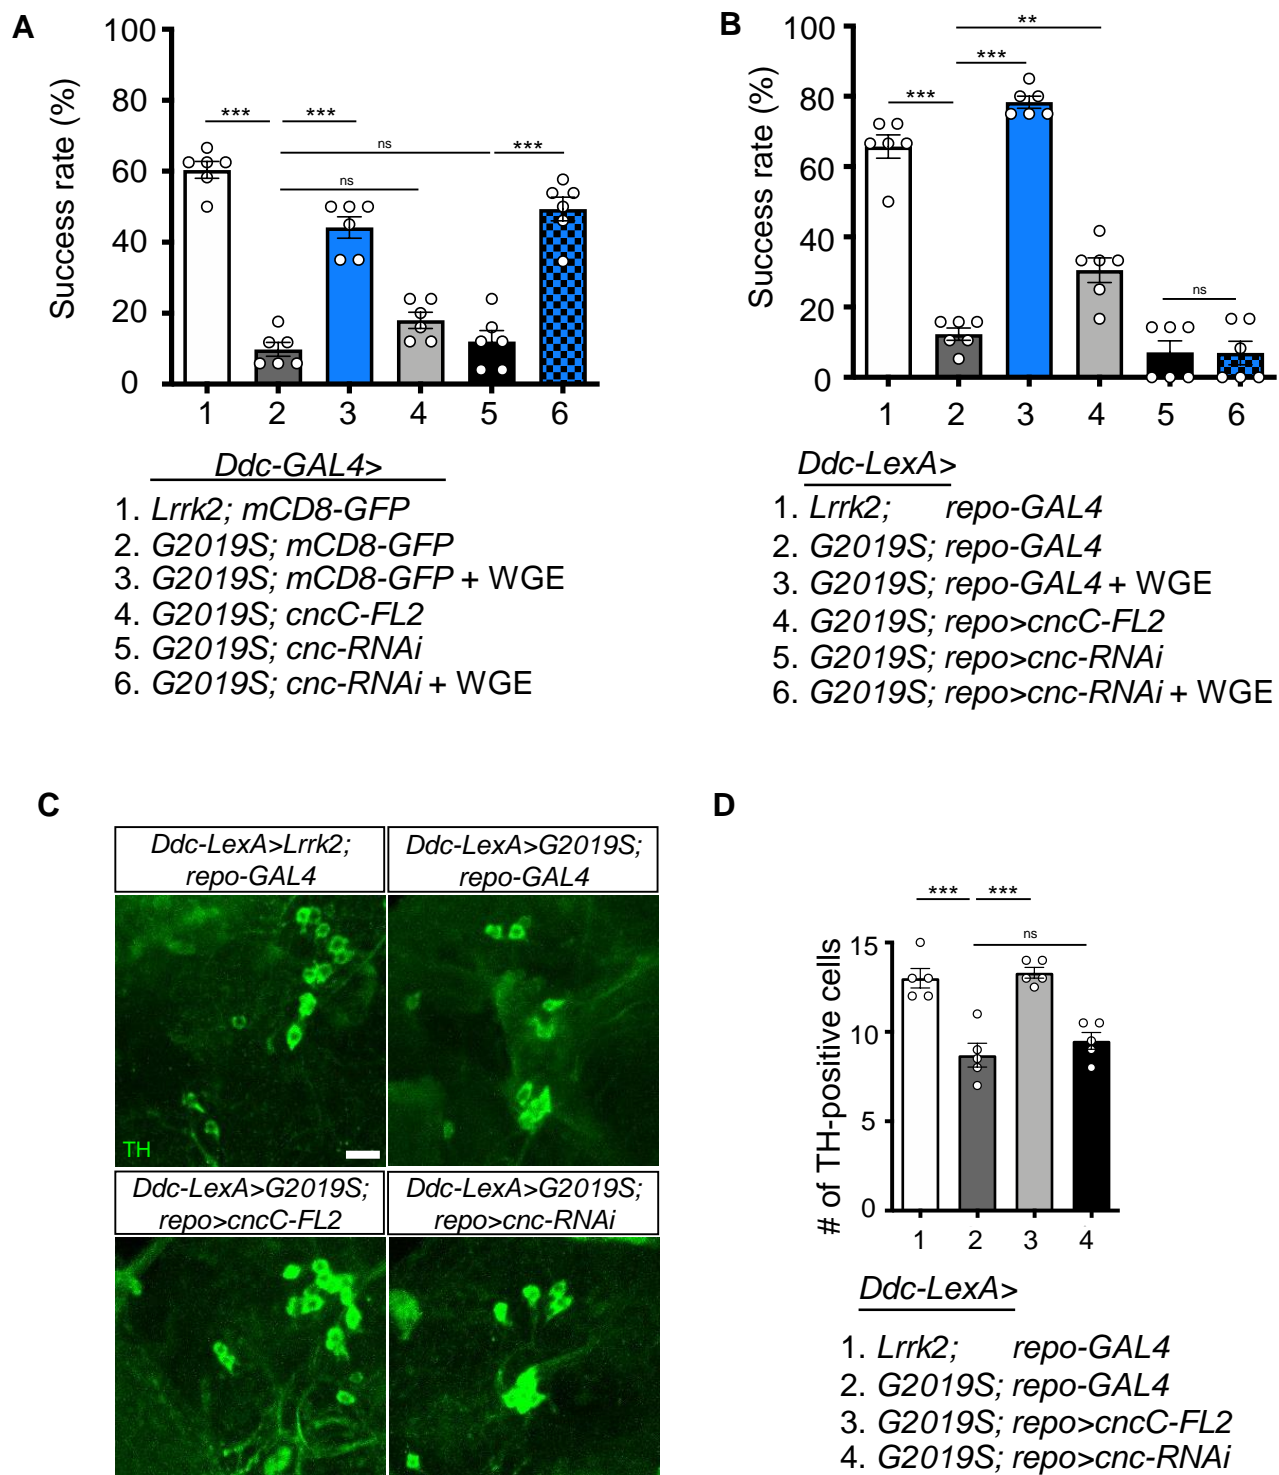 A
Success rate (%)
100
80
60
40
20
0
***
***
ns
***
ns
1 2 3 4 5 6
Ddc-GAL4>
1. Lrrk2; mCD8-GFP
2. G2019S; mCD8-GFP
3. G2019S; mCD8-GFP + WGE
4. G2019S; cncC-FL2
5. G2019S; cnc-RNAi
6. G2019S; cnc-RNAi + WGE
B
Success rate (%)
100
80
60
40
20
0
**
***
***
ns
1 2 3 4 5 6
Ddc-LexA>
1. Lrrk2; repo-GAL4
2. G2019S; repo-GAL4
3. G2019S; repo-GAL4 + WGE
4. G2019S; repo>cncC-FL2
5. G2019S; repo>cnc-RNAi
6. G2019S; repo>cnc-RNAi + WGE
C
Ddc-LexA>Lrrk2;
repo-GAL4
Ddc-LexA>G2019S;
repo-GAL4
TH
Ddc-LexA>G2019S;
repo>cncC-FL2
Ddc-LexA>G2019S;
repo>cnc-RNAi
D
# of TH-positive cells
15
10
5
0
***
***
ns
1 2 3 4
Ddc-LexA>
1. Lrrk2; repo-GAL4
2. G2019S; repo-GAL4
3. G2019S; repo>cncC-FL2
4. G2019S; repo>cnc-RNAi